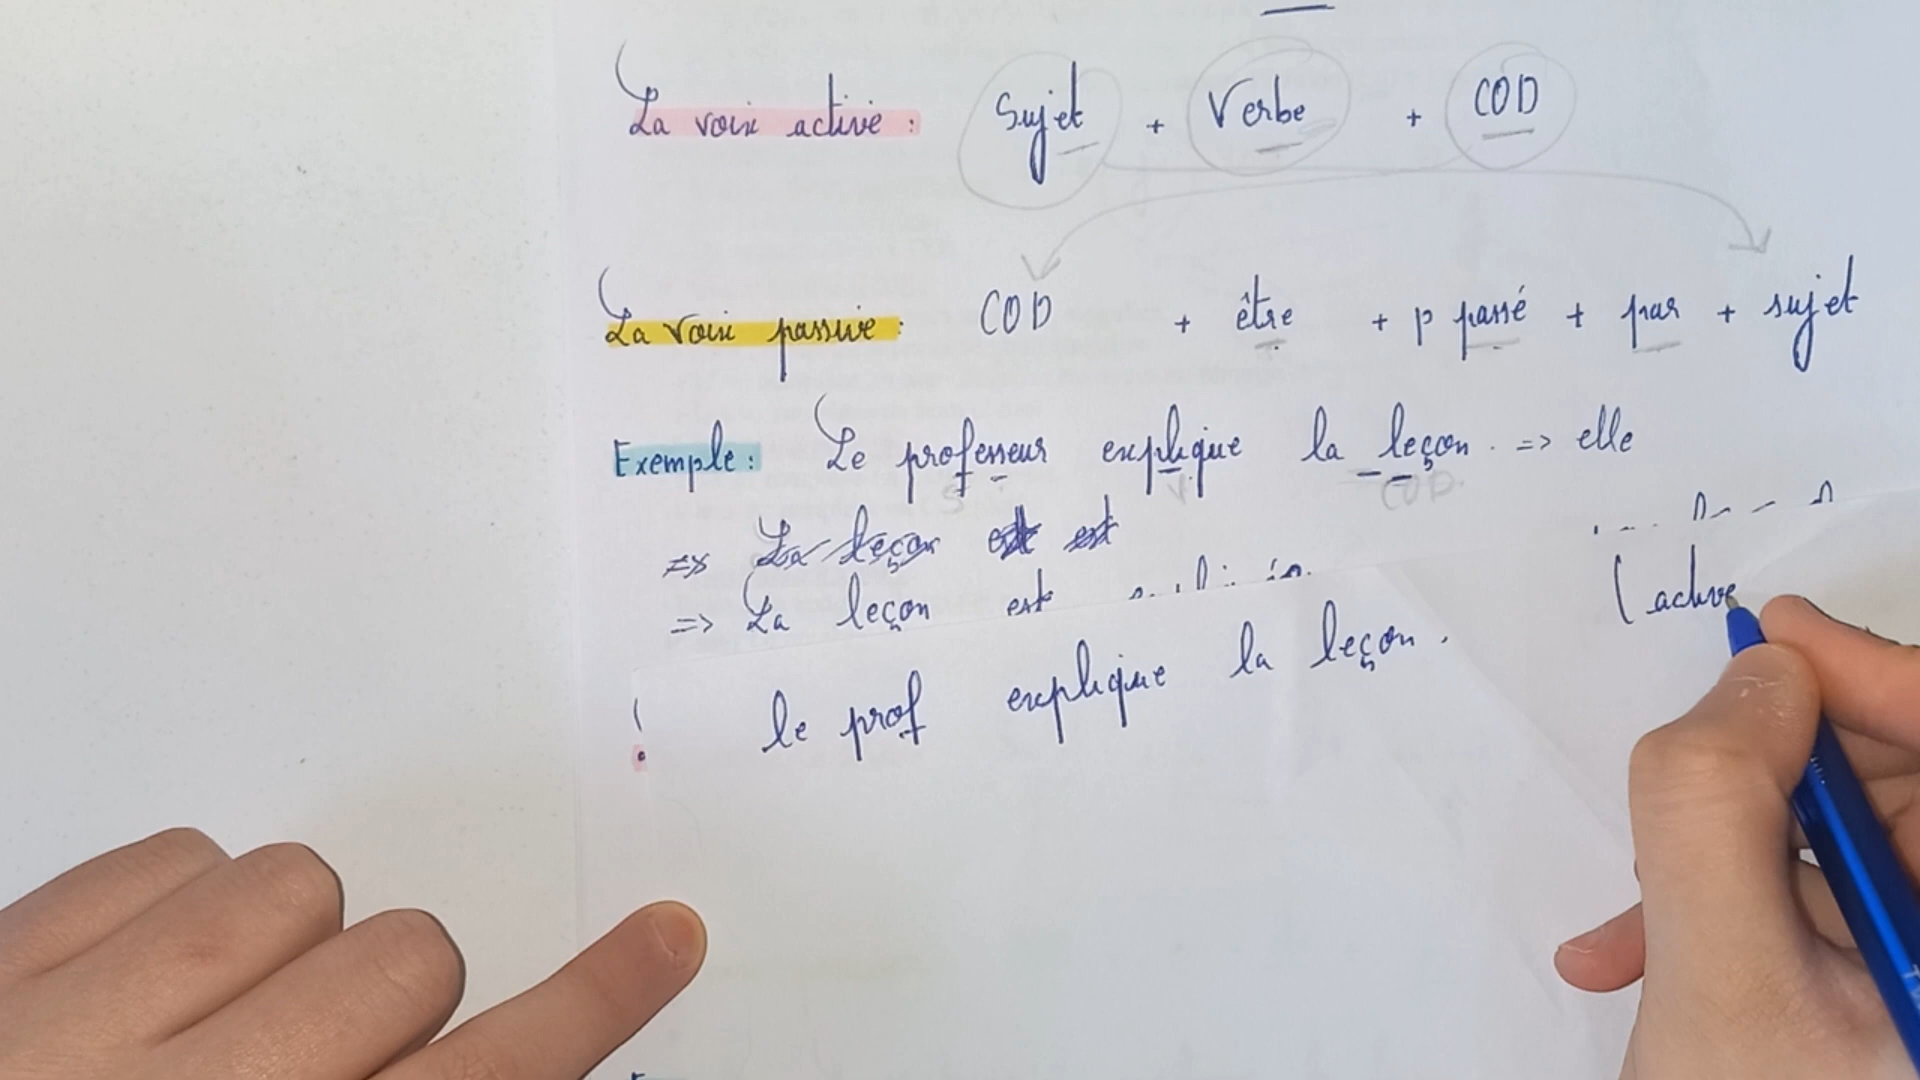 La voix active : Sujet + Verbe + COD
La voix passive : COD + être + p passé + par + sujet
Exemple : Le professeur explique la leçon. => elle
S V COD
=> La leçon est est
=> La leçon est
! le prof explique la leçon. (active